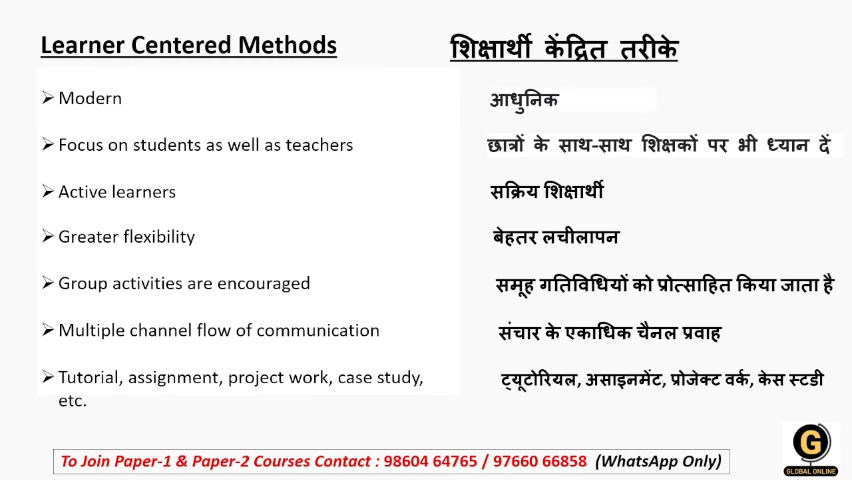 Learner Centered Methods
शिक्षार्थी केंद्रित तरीके
➢ Modern
आधुनिक
➢ Focus on students as well as teachers
छात्रों के साथ-साथ शिक्षकों पर भी ध्यान दें
➢ Active learners
सक्रिय शिक्षार्थी
➢ Greater flexibility
बेहतर लचीलापन
➢ Group activities are encouraged
समूह गतिविधियों को प्रोत्साहित किया जाता है
➢ Multiple channel flow of communication
संचार के एकाधिक चैनल प्रवाह
➢ Tutorial, assignment, project work, case study,
etc.
ट्यूटोरियल, असाइनमेंट, प्रोजेक्ट वर्क, केस स्टडी
To Join Paper-1 & Paper-2 Courses Contact : 98604 64765 / 97660 66858 (WhatsApp Only)
G
GLOBAL ONLINE